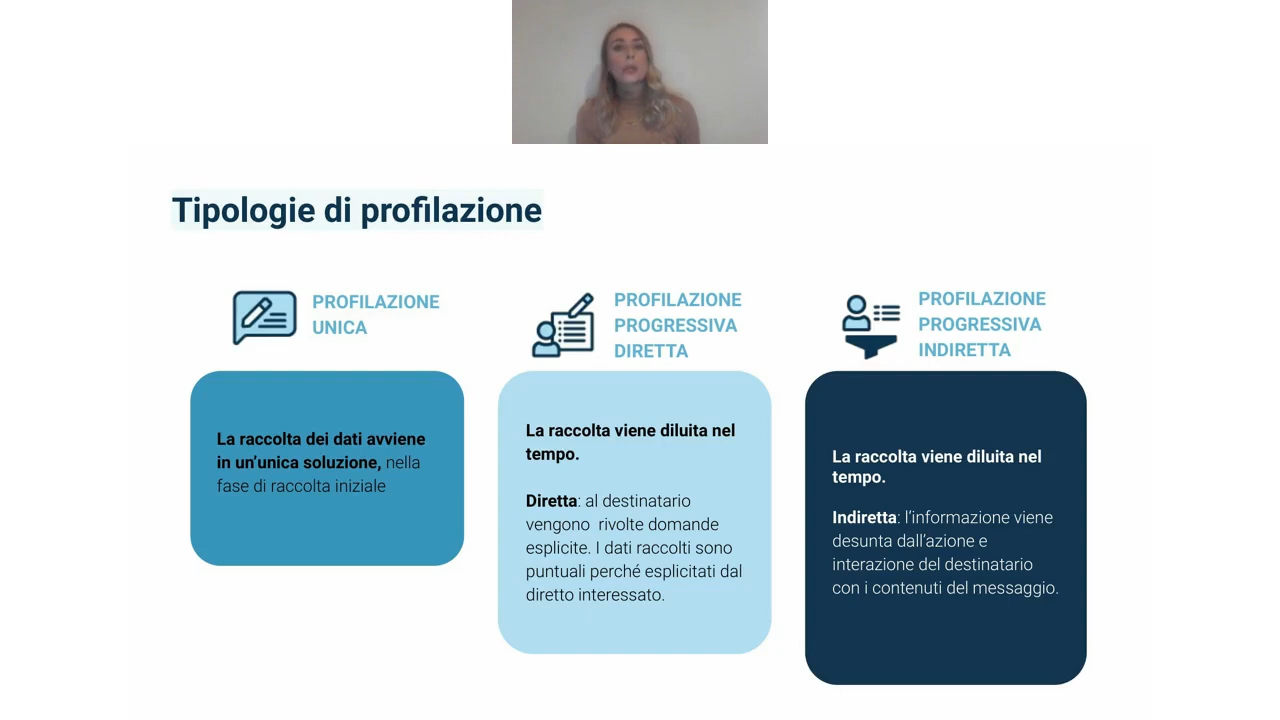 Tipologie di profilazione
PROFILAZIONE
UNICA
La raccolta dei dati avviene
in un'unica soluzione, nella
fase di raccolta iniziale
PROFILAZIONE
PROGRESSIVA
DIRETTA
La raccolta viene diluita nel
tempo.
Diretta: al destinatario
vengono  rivolte domande
esplicite. I dati raccolti sono
puntuali perché esplicitati dal
diretto interessato.
PROFILAZIONE
PROGRESSIVA
INDIRETTA
La raccolta viene diluita nel
tempo.
Indiretta: l'informazione viene
desunta dall'azione e
interazione del destinatario
con i contenuti del messaggio.